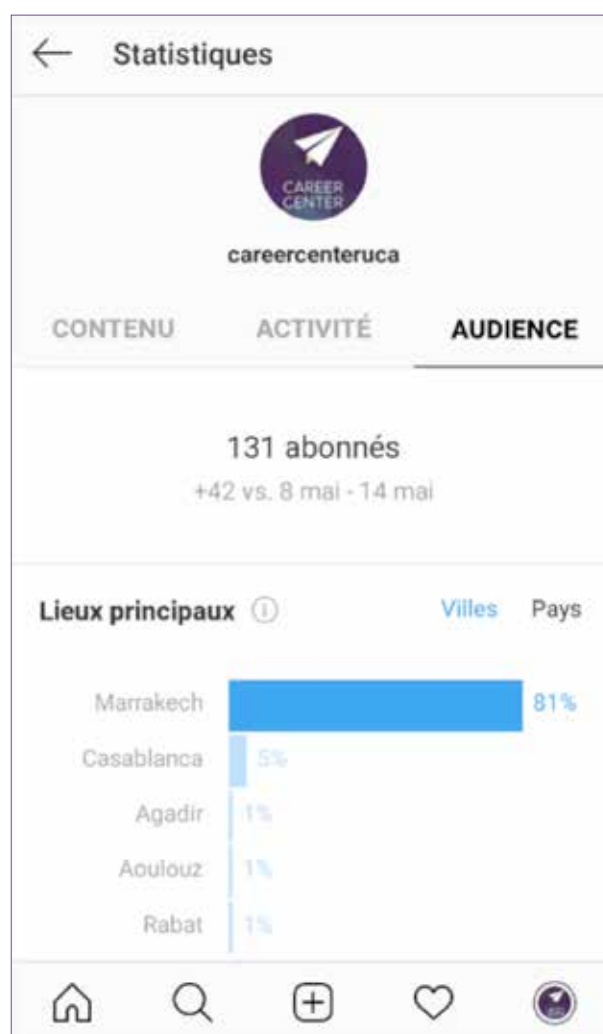 Statistiques
CAREER
CENTER
careercenteruca
CONTENU ACTIVITÉ AUDIENCE
131 abonnés
+42 vs. 8 mai - 14 mai
Lieux principaux Villes Pays
Marrakech 81%
Casablanca 5%
Agadir 1%
Aoulouz 1%
Rabat 1%